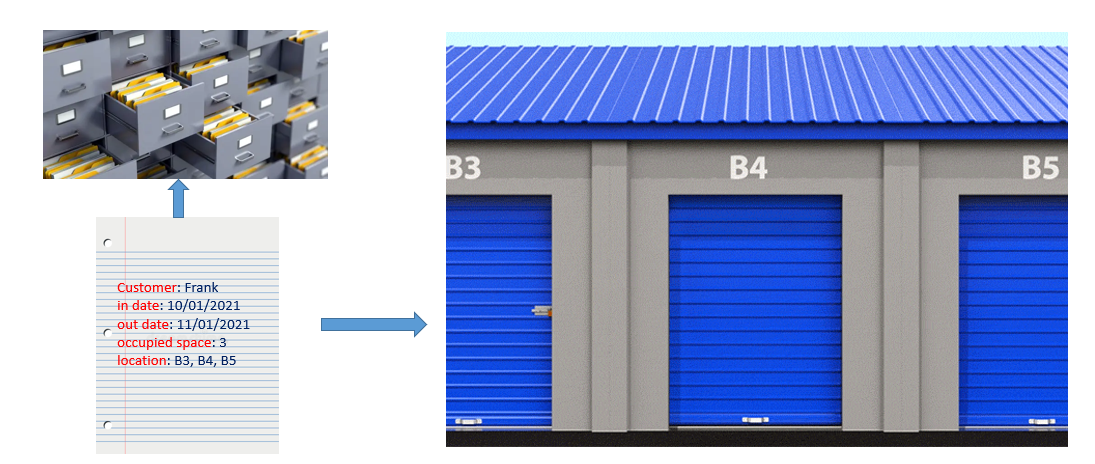 B3
B4
B5
Customer: Frank
in date: 10/01/2021
out date: 11/01/2021
occupied space: 3
location: B3, B4, B5